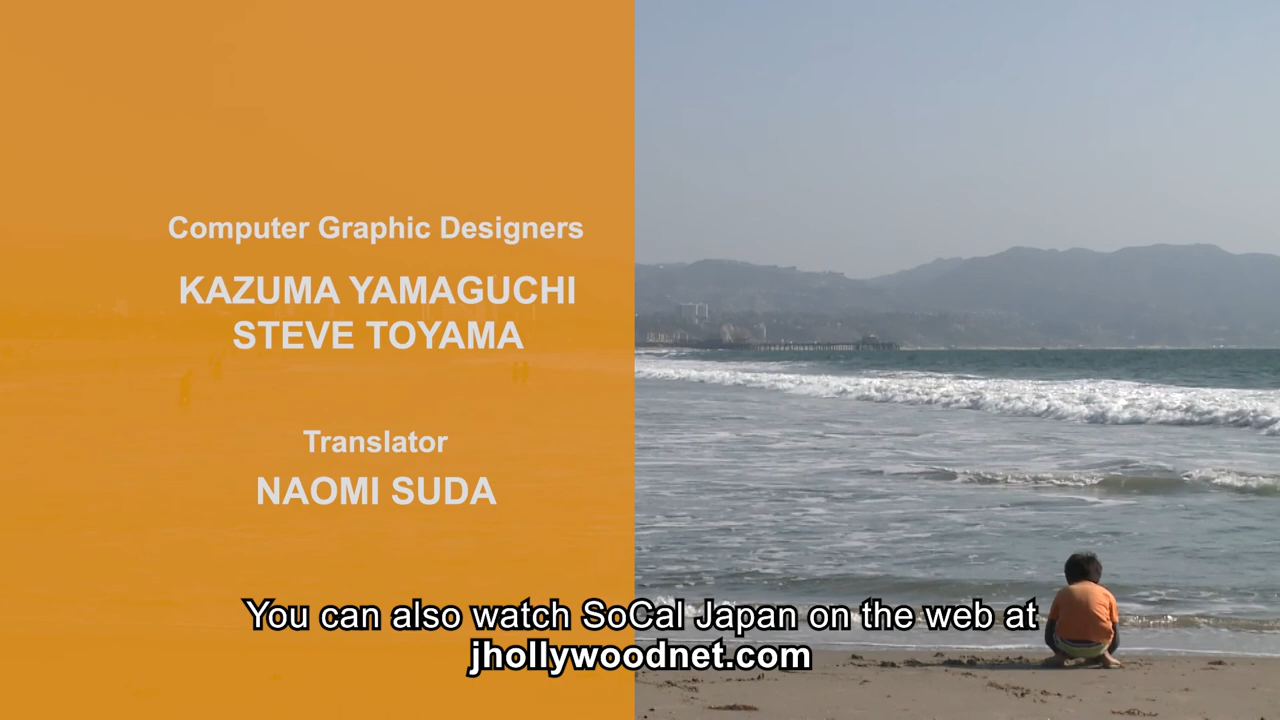 Computer Graphic Designers
KAZUMA YAMAGUCHI
STEVE TOYAMA
Translator
NAOMI SUDA
You can also watch SoCal Japan on the web at
jhollywoodnet.com